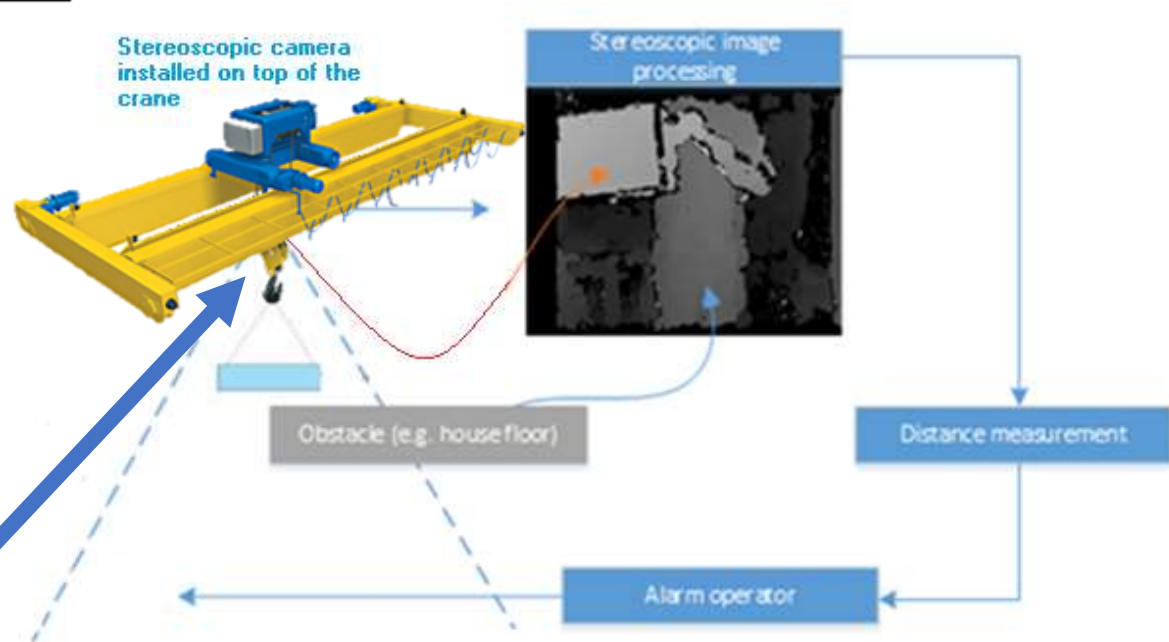 Stereoscopic camera
installed on top of the
crane
Stereoscopic image
processing
Obstacle (e.g. house floor)
Distance measurement
Alarm operator